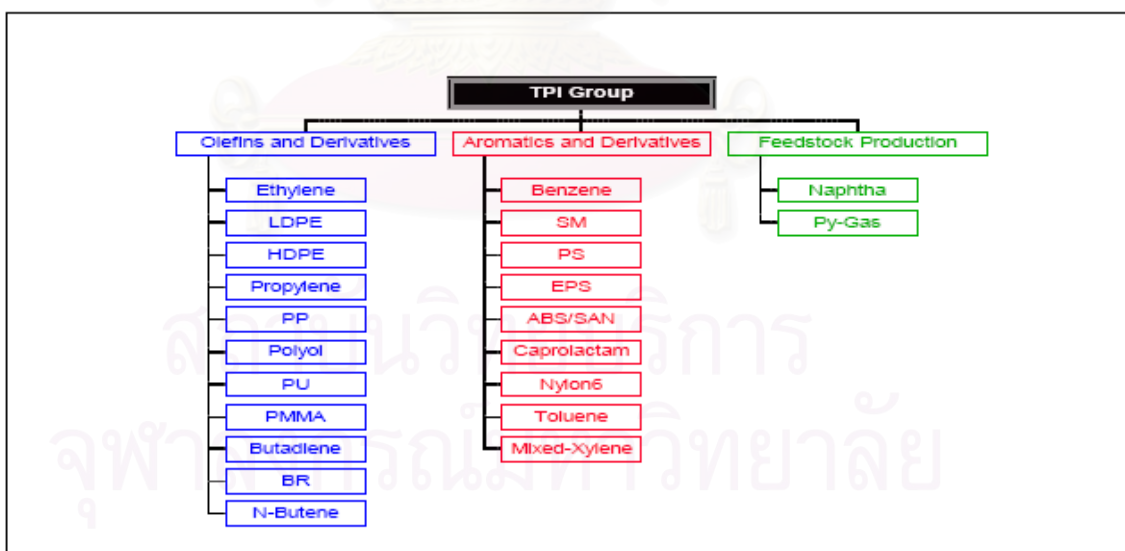 TPI Group
Olefins and Derivatives
Aromatics and Derivatives
Feedstock Production
Ethylene
LDPE
HDPE
Propylene
PP
Polyol
PU
PMMA
Butadiene
BR
N-Butene
Benzene
SM
PS
EPS
ABS/SAN
Caprolactam
Nylon6
Toluene
Mixed-Xylene
Naphtha
Py-Gas
สถาบันวิทยบริการ
จุฬาลงกรณ์มหาวิทยาลัย